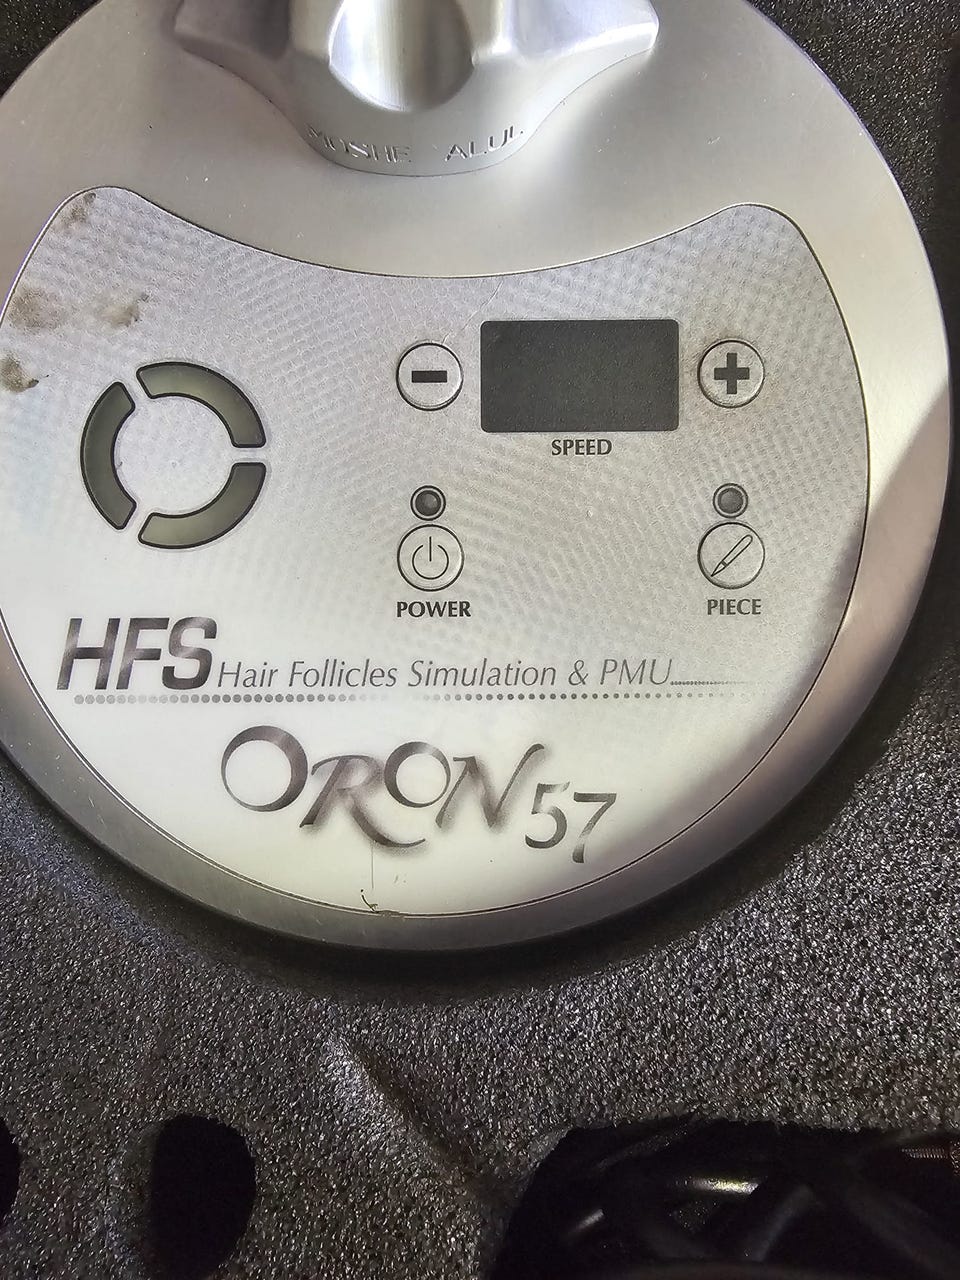 MOSHE ALUL
SPEED
POWER
PIECE
HFS Hair Follicles Simulation & PMU
ORON 57